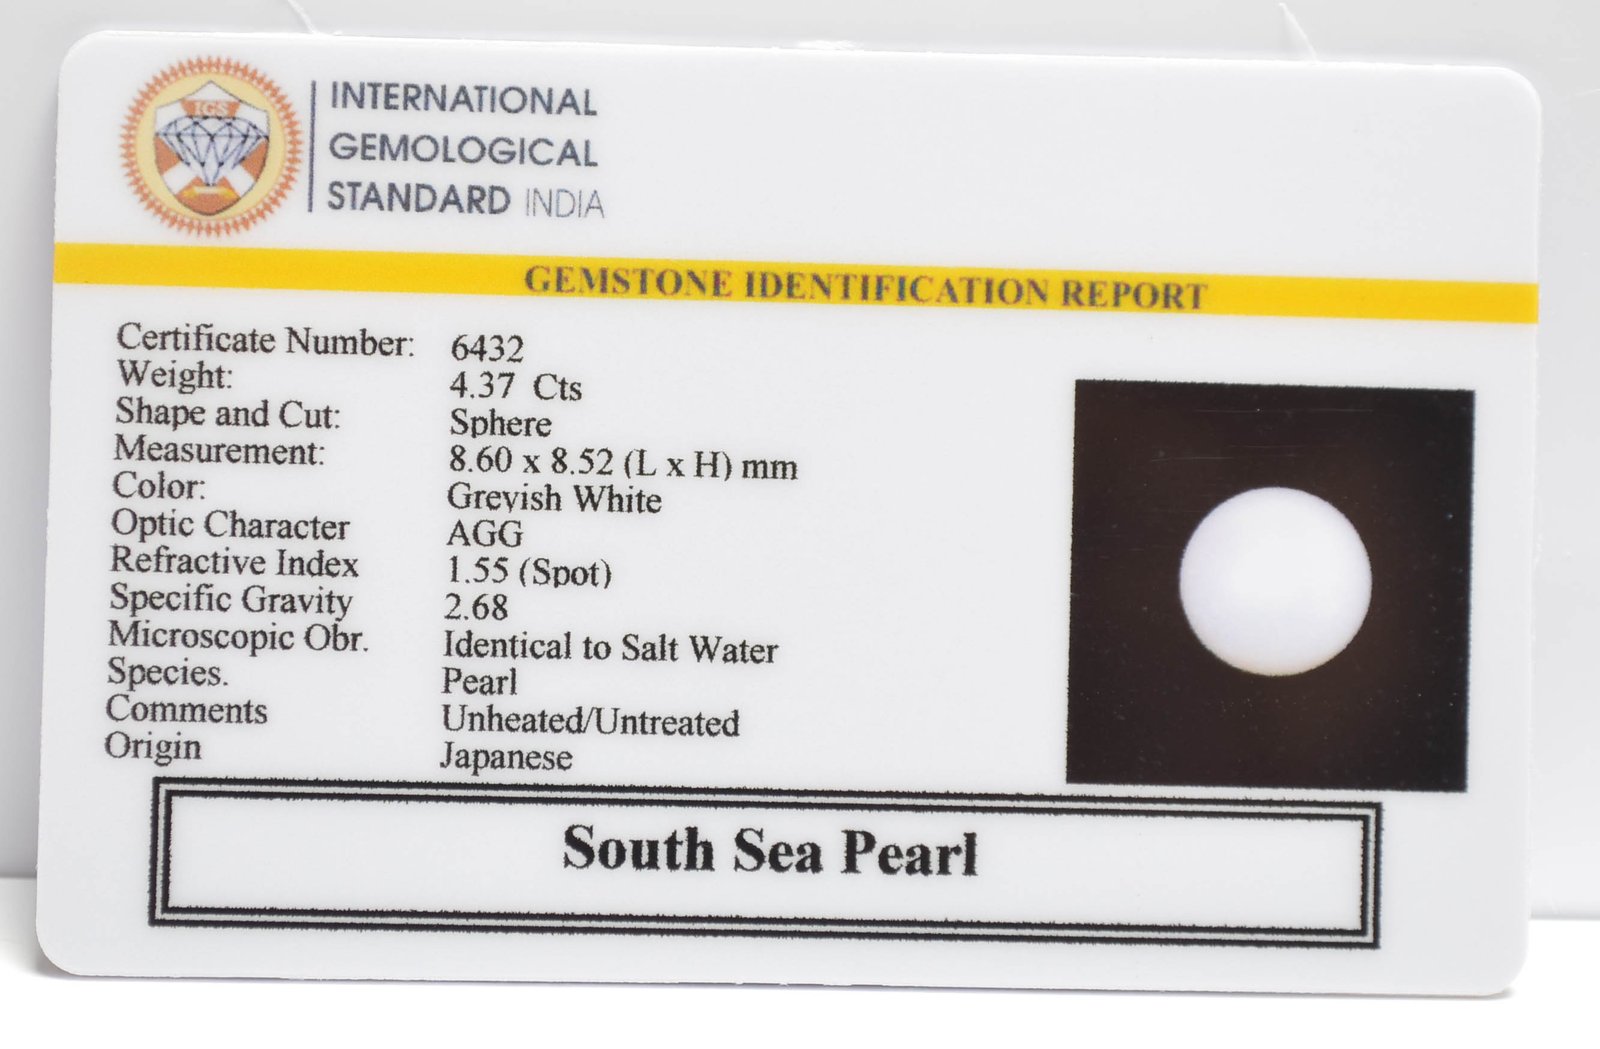 IGS
INTERNATIONAL
GEMOLOGICAL
STANDARD INDIA
GEMSTONE IDENTIFICATION REPORT
Certificate Number: 6432
Weight: 4.37 Cts
Shape and Cut: Sphere
Measurement: 8.60 x 8.52 (L x H) mm
Color: Greyish White
Optic Character AGG
Refractive Index 1.55 (Spot)
Specific Gravity 2.68
Microscopic Obr. Identical to Salt Water
Species. Pearl
Comments Unheated/Untreated
Origin Japanese
South Sea Pearl